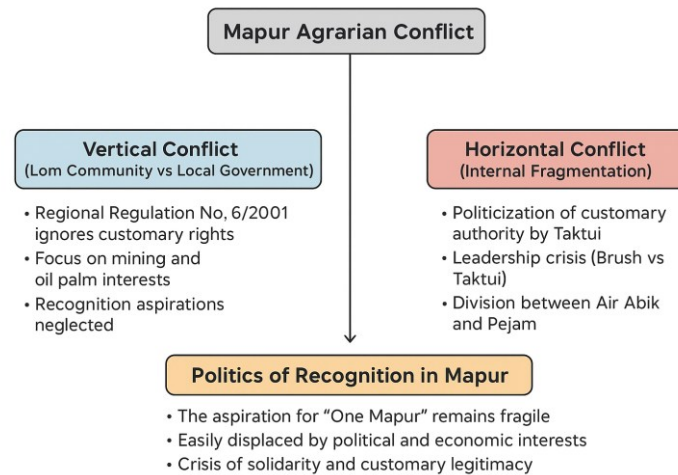 Mapur Agrarian Conflict
Vertical Conflict
(Lom Community vs Local Government)
• Regional Regulation No, 6/2001
ignores customary rights
• Focus on mining and
oil palm interests
• Recognition aspirations
neglected
Horizontal Conflict
(Internal Fragmentation)
• Politicization of customary
authority by Taktui
• Leadership crisis (Brush vs
Taktui)
• Division between Air Abik
and Pejam
Politics of Recognition in Mapur
• The aspiration for “One Mapur” remains fragile
• Easily displaced by political and economic interests
• Crisis of solidarity and customary legitimacy